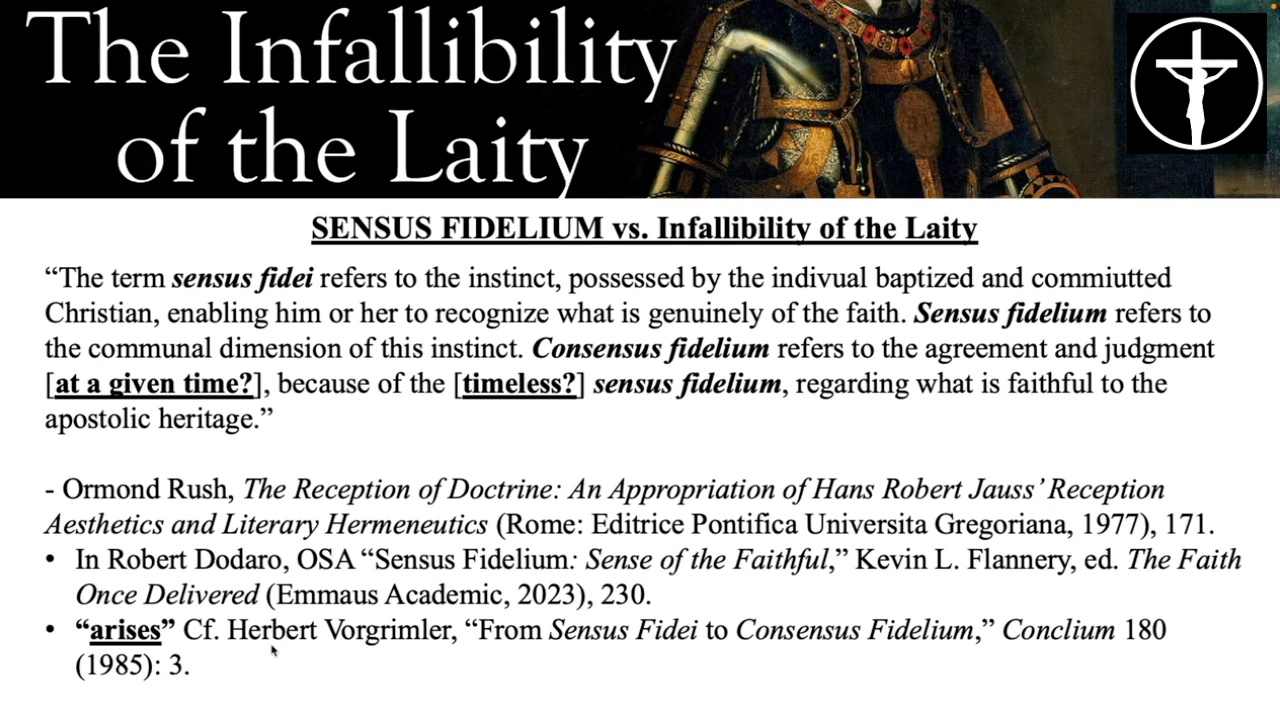 The Infallibility
of the Laity
SENSUS FIDELIUM vs. Infallibility of the Laity
“The term sensus fidei refers to the instinct, possessed by the indivual baptized and commiutted
Christian, enabling him or her to recognize what is genuinely of the faith. Sensus fidelium refers to
the communal dimension of this instinct. Consensus fidelium refers to the agreement and judgment
[at a given time?], because of the [timeless?] sensus fidelium, regarding what is faithful to the
apostolic heritage.”
- Ormond Rush, The Reception of Doctrine: An Appropriation of Hans Robert Jauss’ Reception
Aesthetics and Literary Hermeneutics (Rome: Editrice Pontifica Universita Gregoriana, 1977), 171.
• In Robert Dodaro, OSA “Sensus Fidelium: Sense of the Faithful,” Kevin L. Flannery, ed. The Faith
Once Delivered (Emmaus Academic, 2023), 230.
• “arises” Cf. Herbert Vorgrimler, “From Sensus Fidei to Consensus Fidelium,” Conclium 180
(1985): 3.